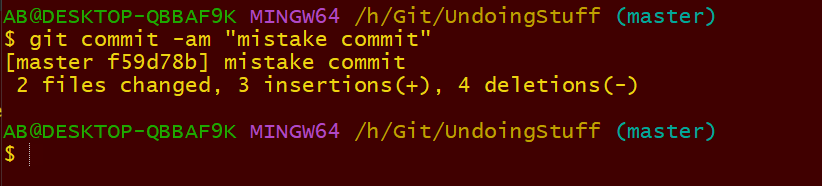 AB@DESKTOP-QBBAF9K MINGW64 /h/Git/UndoingStuff (master)
$ git commit -am "mistake commit"
[master f59d78b] mistake commit
 2 files changed, 3 insertions(+), 4 deletions(-)
AB@DESKTOP-QBBAF9K MINGW64 /h/Git/UndoingStuff (master)
$